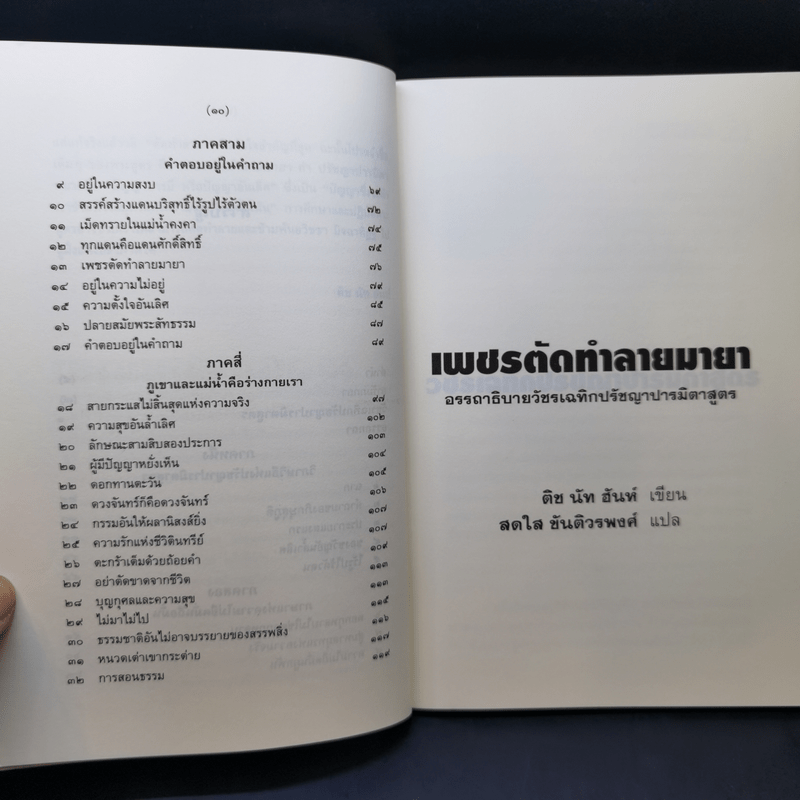 (๑๐)
ภาคสาม
คำตอบอยู่ในคำถาม
๙ อยู่ในความสงบ ๖๙
๑๐ สรรค์สร้างแดนบริสุทธิ์ไร้รูปไร้ตัวตน ๗๒
๑๑ เม็ดทรายในแม่น้ำคงคา ๗๔
๑๒ ทุกแดนคือแดนศักดิ์สิทธิ์ ๗๕
๑๓ เพชรตัดทำลายมายา ๗๖
๑๔ อยู่ในความไม่อยู่ ๗๙
๑๕ ความตั้งใจอันเลิศ ๘๕
๑๖ ปลายสมัยพระสัทธรรม ๘๗
๑๗ คำตอบอยู่ในคำถาม ๘๙
ภาคสี่
ภูเขาและแม่น้ำคือร่างกายเรา
๑๘ สายกระแสไม่สิ้นสุดแห่งความจริง ๙๗
๑๙ ความสุขอันล้ำเลิศ ๑๐๒
๒๐ ลักษณะสามสิบสองประการ ๑๐๓
๒๑ ผู้มีปัญญาหยั่งเห็น ๑๐๔
๒๒ ดอกทานตะวัน ๑๐๕
๒๓ ดวงจันทร์ก็คือดวงจันทร์ ๑๐๖
๒๔ กรรมอันให้ผลานิสงส์ยิ่ง ๑๐๗
๒๕ ความรักแห่งชีวิตินทรีย์ ๑๐๗
๒๖ ตะกร้าเต็มด้วยถ้อยคำ ๑๐๙
๒๗ อย่าตัดขาดจากชีวิต ๑๑๓
๒๘ บุญกุศลและความสุข ๑๑๓
๒๙ ไม่มาไม่ไป ๑๑๕
๓๐ ธรรมชาติอันไม่อาจบรรยายของสรรพสิ่ง ๑๑๖
๓๑ หนวดเต่าเขากระต่าย ๑๑๗
๓๒ การสอนธรรม ๑๑๙
เพชรตัดทำลายมายา
อรรถาธิบายวัชรเฉทิกปรัชญาปารมิตาสูตร
ติช นัท ฮันห์ เขียน
สดใส ขันติวรพงศ์ แปล